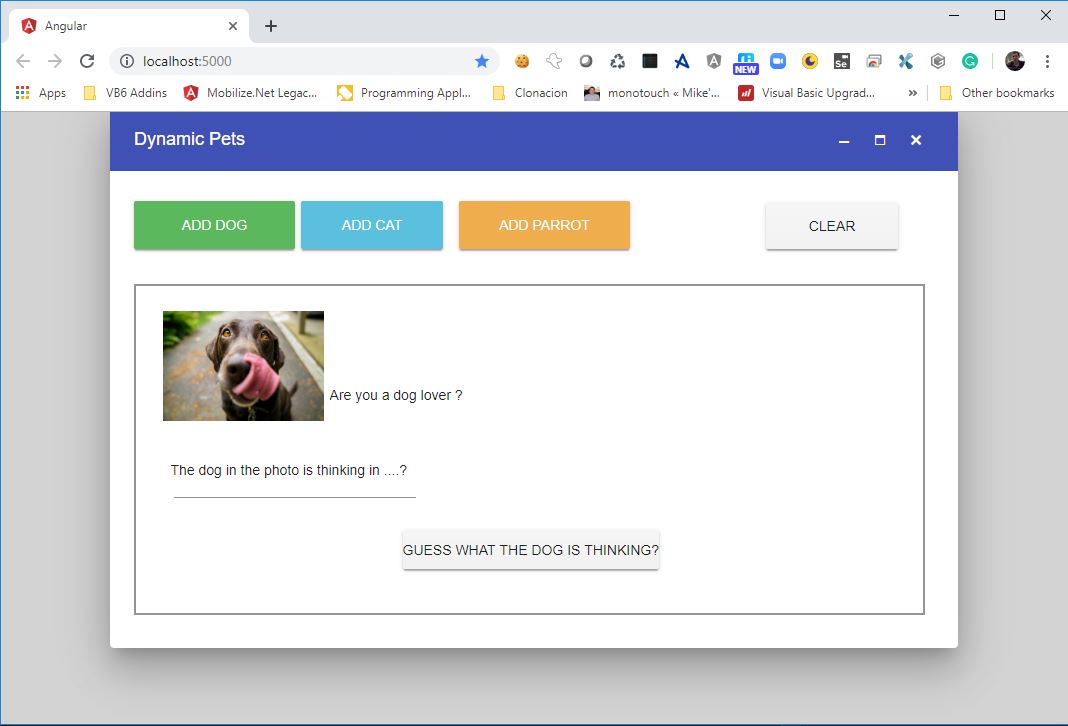 Angular
localhost:5000
NEW
Se
Apps VB6 Addins Mobilize.Net Legac... Programming Appl... Clonacion monotouch « Mike'... Visual Basic Upgrad... » Other bookmarks
Dynamic Pets
ADD DOG ADD CAT ADD PARROT CLEAR
Are you a dog lover ?
The dog in the photo is thinking in ....?
GUESS WHAT THE DOG IS THINKING?